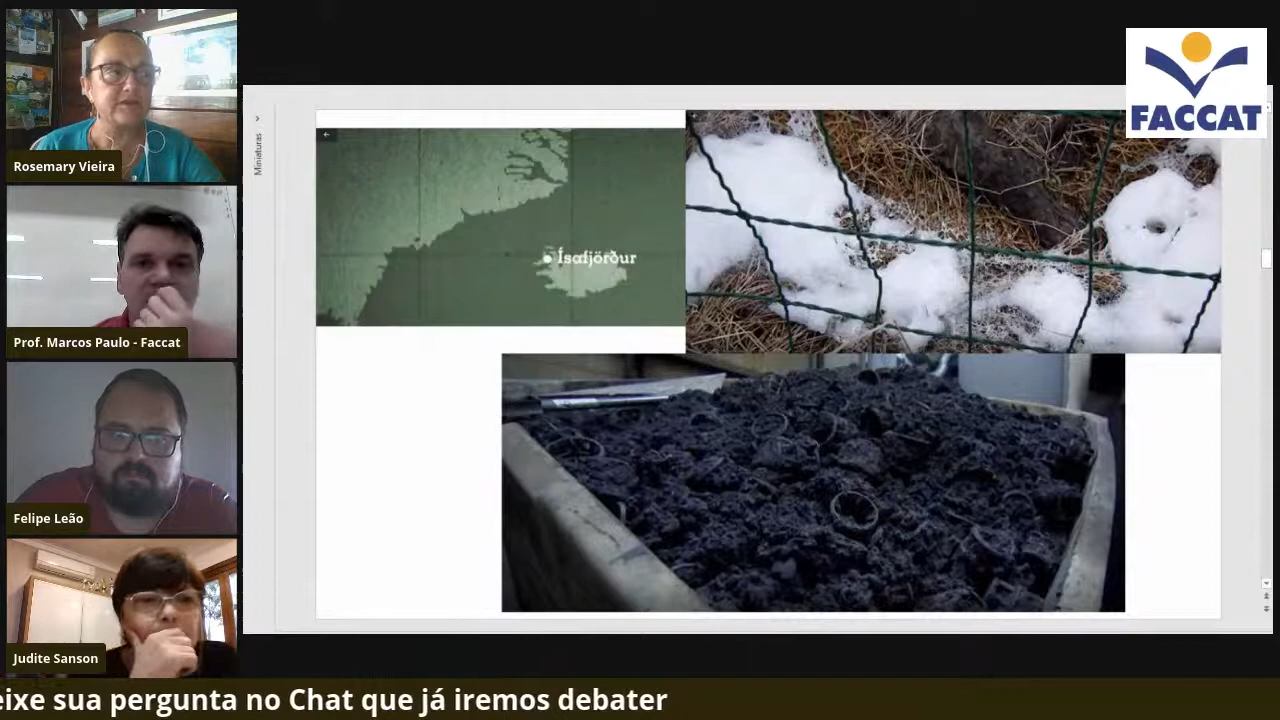 Rosemary Vieira
Prof. Marcos Paulo - Faccat
Felipe Leão
Judite Sanson
Miniaturas
Ísafjörður
FACCAT
eixe sua pergunta no Chat que já iremos debater